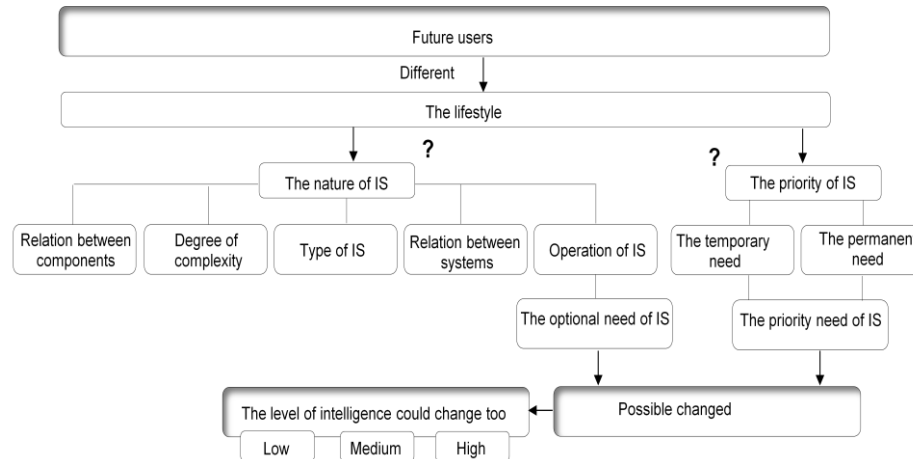 Future users
Different
The lifestyle
?
?
The nature of IS
The priority of IS
Relation between
components
Degree of
complexity
Type of IS
Relation between
systems
Operation of IS
The temporary
need
The permanen
need
The optional need of IS
The priority need of IS
The level of intelligence could change too
Possible changed
Low
Medium
High